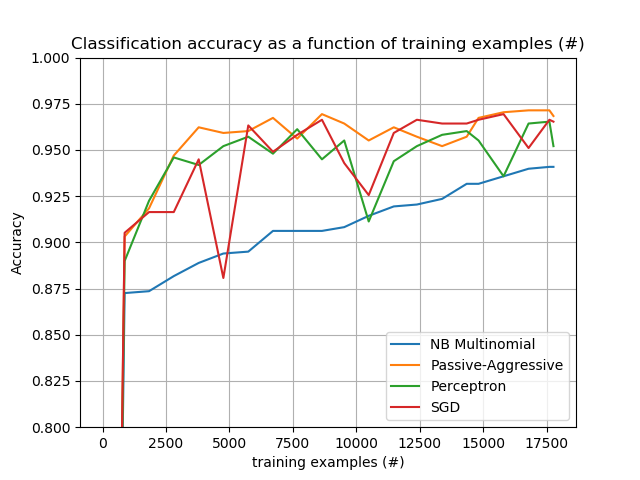 Classification accuracy as a function of training examples (#)
1.000
0.975
0.950
0.925
0.900
0.875
0.850
0.825
0.800
Accuracy
NB Multinomial
Passive-Aggressive
Perceptron
SGD
0 2500 5000 7500 10000 12500 15000 17500
training examples (#)